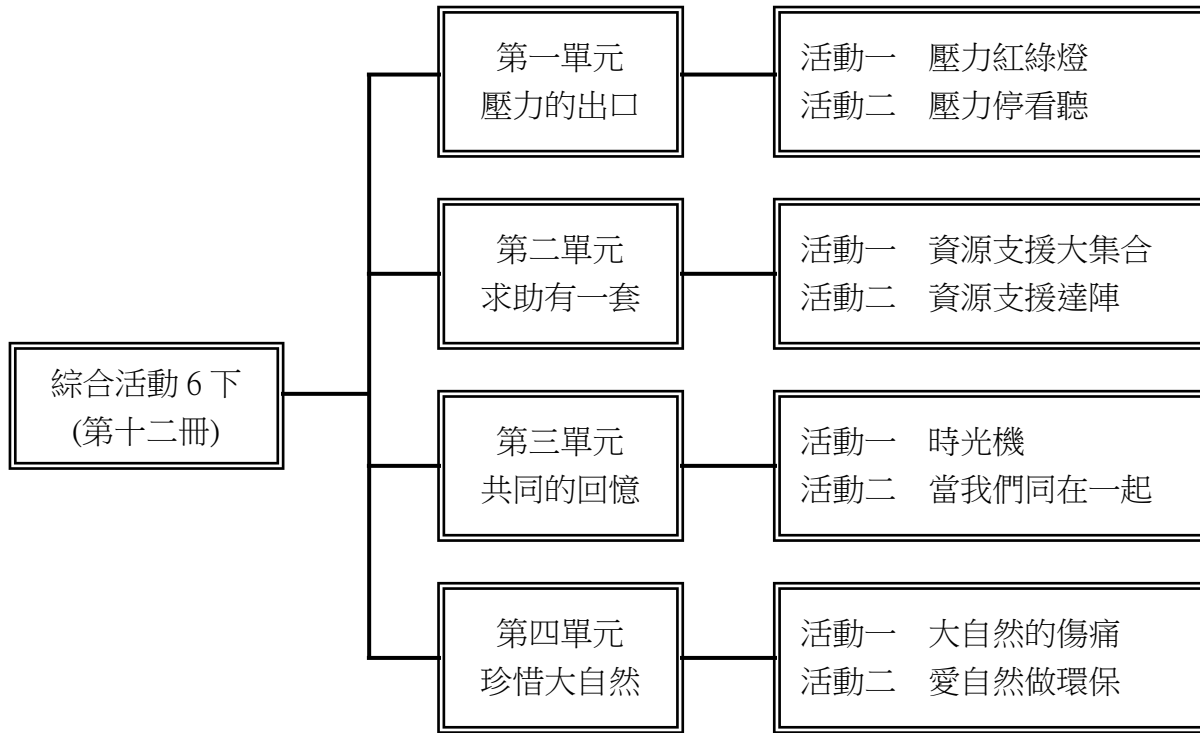 綜合活動 6 下
(第十二冊)
第一單元
壓力的出口
活動一　壓力紅綠燈
活動二　壓力停看聽
第二單元
求助有一套
活動一　資源支援大集合
活動二　資源支援達陣
第三單元
共同的回憶
活動一　時光機
活動二　當我們同在一起
第四單元
珍惜大自然
活動一　大自然的傷痛
活動二　愛自然做環保